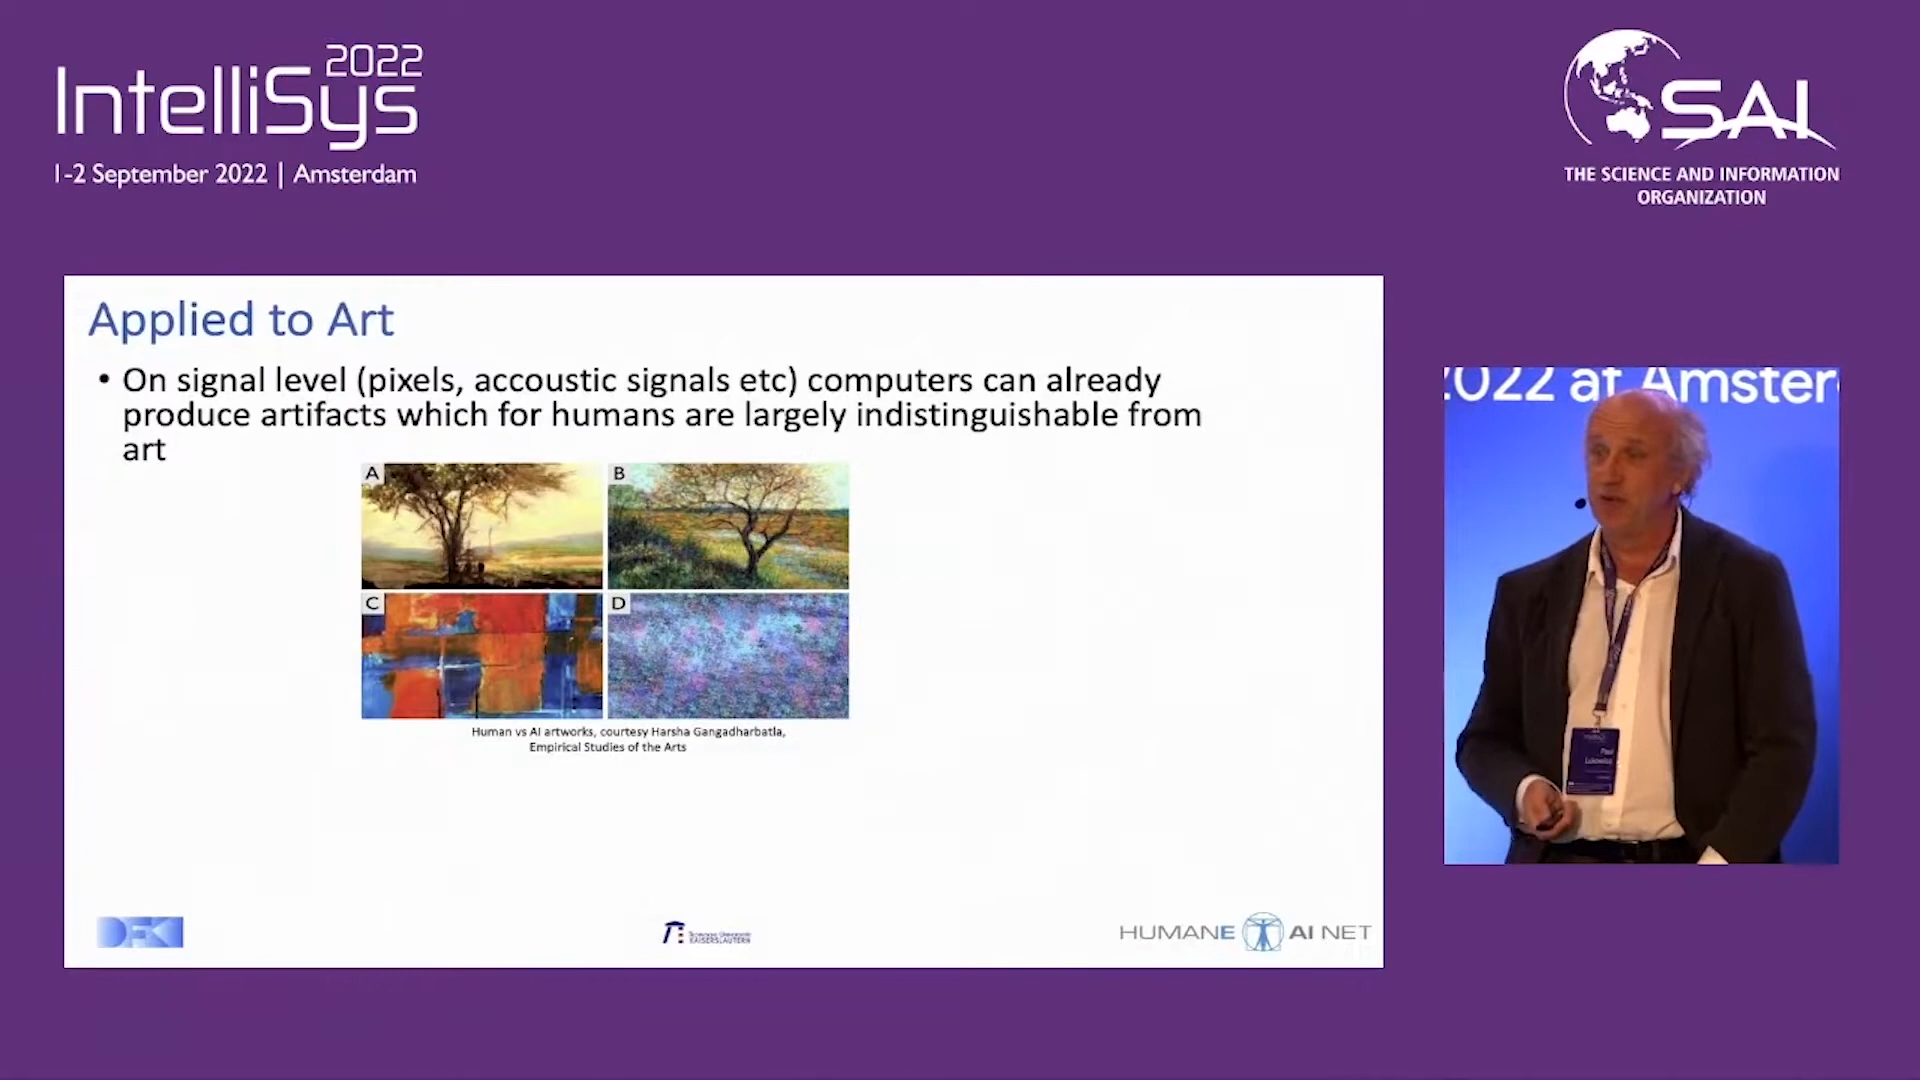 2022
IntelliSys
1-2 September 2022 | Amsterdam
SAI
THE SCIENCE AND INFORMATION
ORGANIZATION
Applied to Art
• On signal level (pixels, accoustic signals etc) computers can already
produce artifacts which for humans are largely indistinguishable from
art
A
B
C
D
Human vs AI artworks, courtesy Harsha Gangadharbatla,
Empirical Studies of the Arts
2022 at Amster
Paul
Lukowicz
DFKI
TECHNISCHE UNIVERSITÄT
KAISERSLAUTERN
HUMANE AI NET